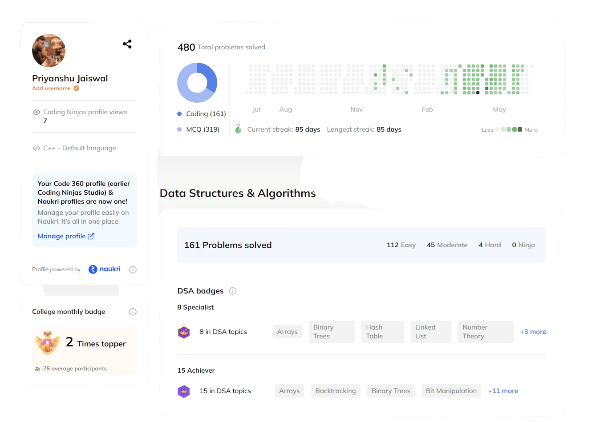 Priyanshu Jaiswal
Add username
Coding Ninjas profile views
7
C++ - Default language
Your Code 360 profile (earlier
Coding Ninjas Studio) &
Naukri profiles are now one!
Manage your profile easily on
Naukri. It's all in one place.
Manage profile
Profile powered by naukri
College monthly badge
2 Times topper
75 average participants
480 Total problems solved
Coding (161)
MCQ (319)
Jul Aug Nov Feb May
Current streak: 85 days Longest streak: 85 days
Less More
Data Structures & Algorithms
161 Problems solved 112 Easy 45 Moderate 4 Hard 0 Ninja
DSA badges
8 Specialist
8 in DSA topics Arrays Binary Trees Hash Table Linked List Number Theory +3 more
15 Achiever
15 in DSA topics Arrays Backtracking Binary Trees Bit Manipulation +11 more